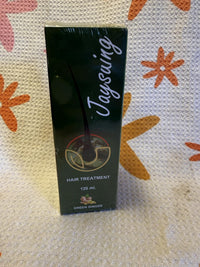 Jaysuing
HAIR TREATMENT
120 mL
GREEN GINGER